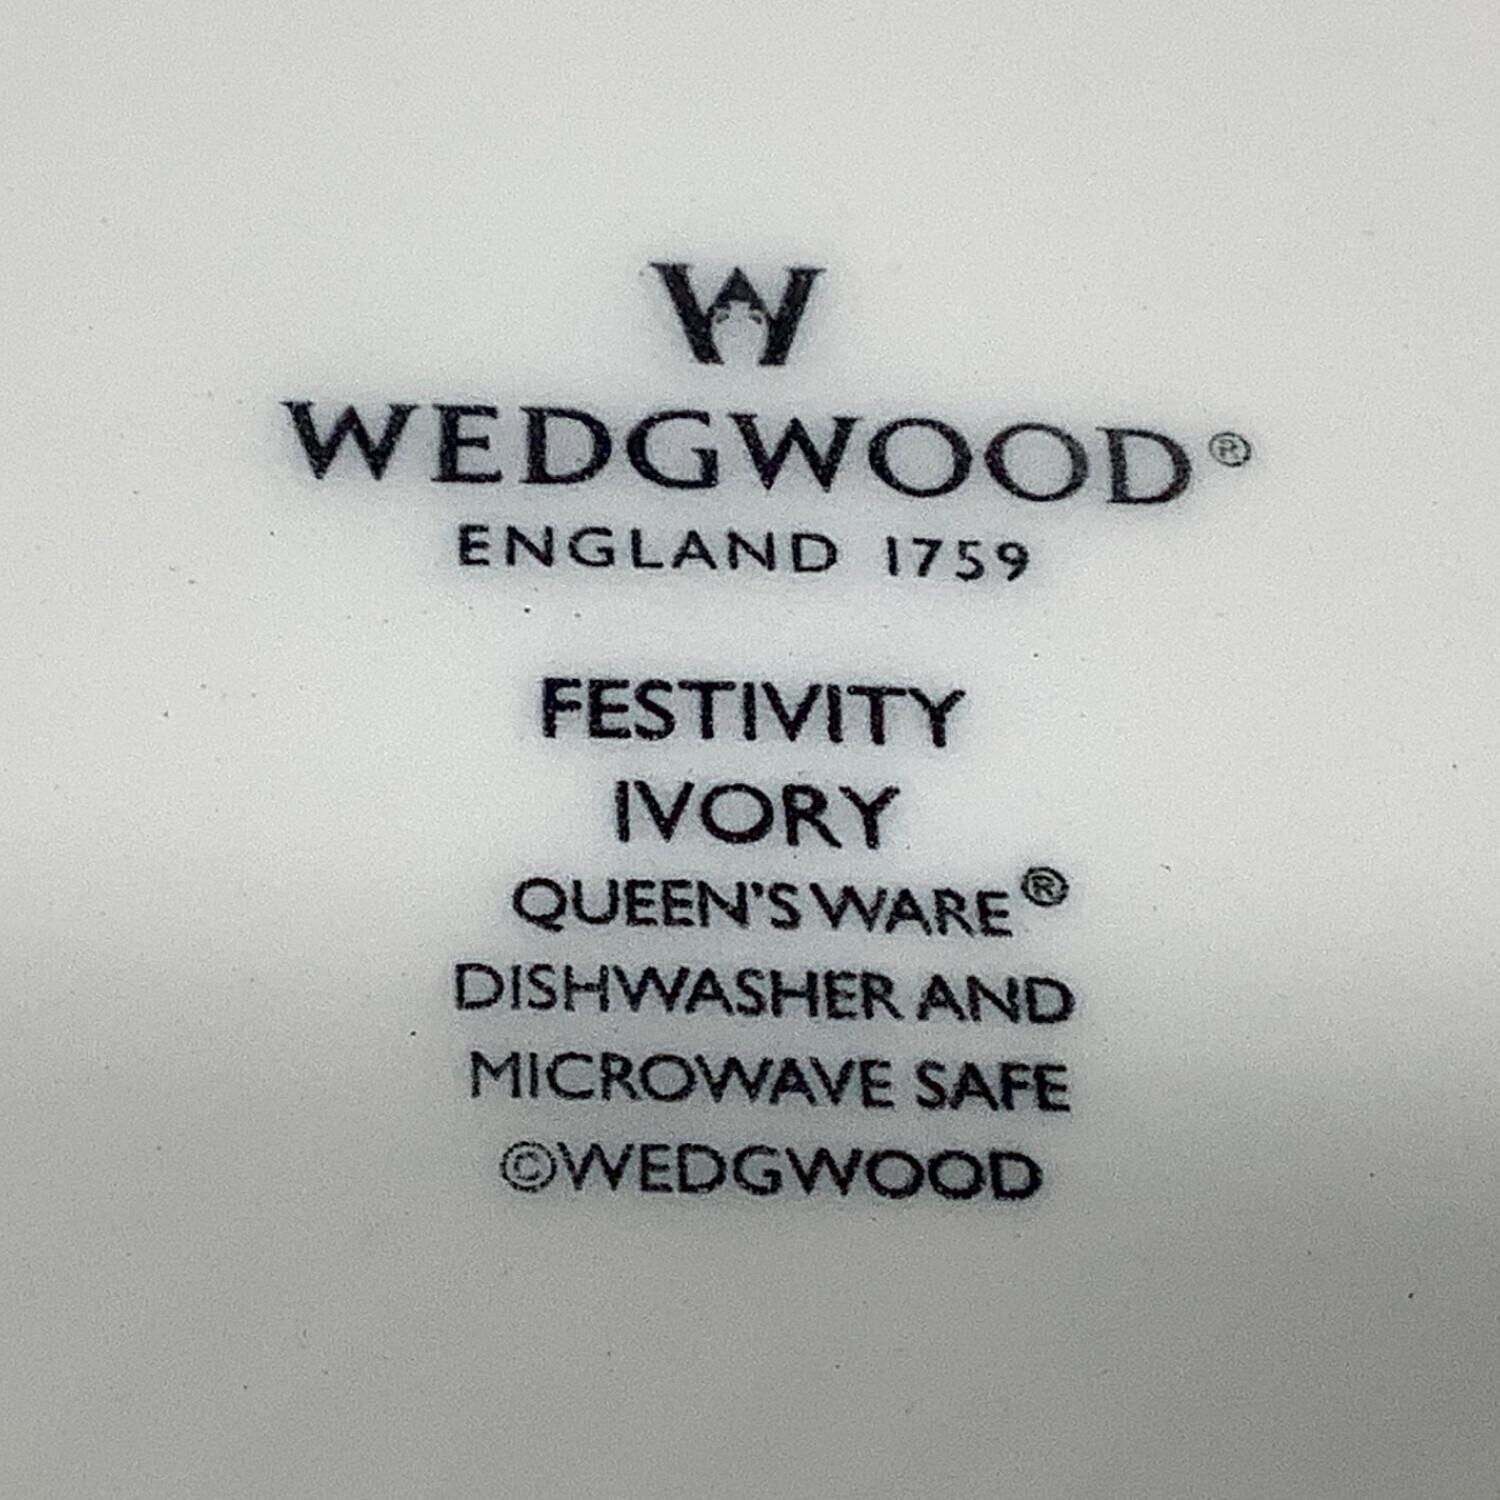 W
WEDGWOOD®
ENGLAND 1759
FESTIVITY
IVORY
QUEEN'S WARE®
DISHWASHER AND
MICROWAVE SAFE
©WEDGWOOD